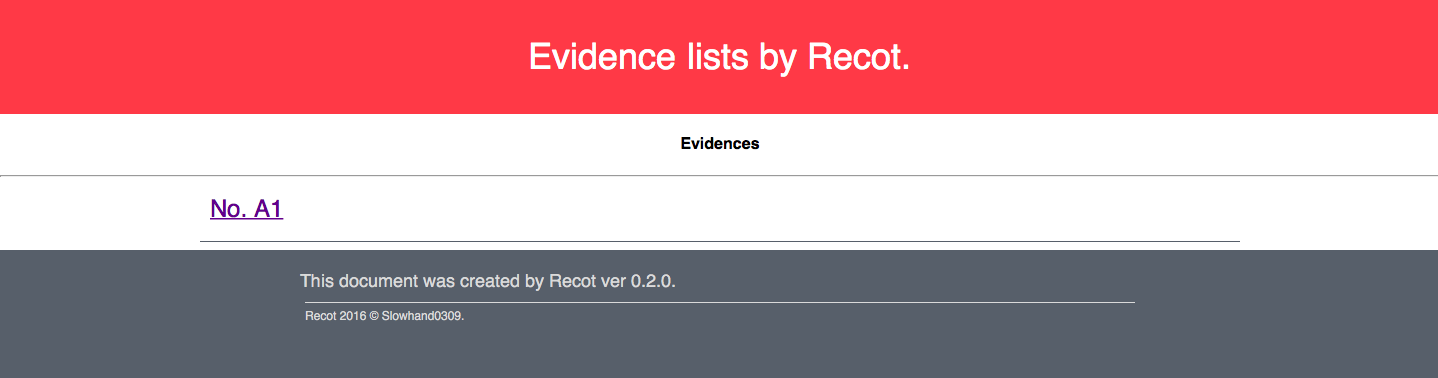 Evidence lists by Recot.
Evidences
No. A1
This document was created by Recot ver 0.2.0.
Recot 2016 © Slowhand0309.